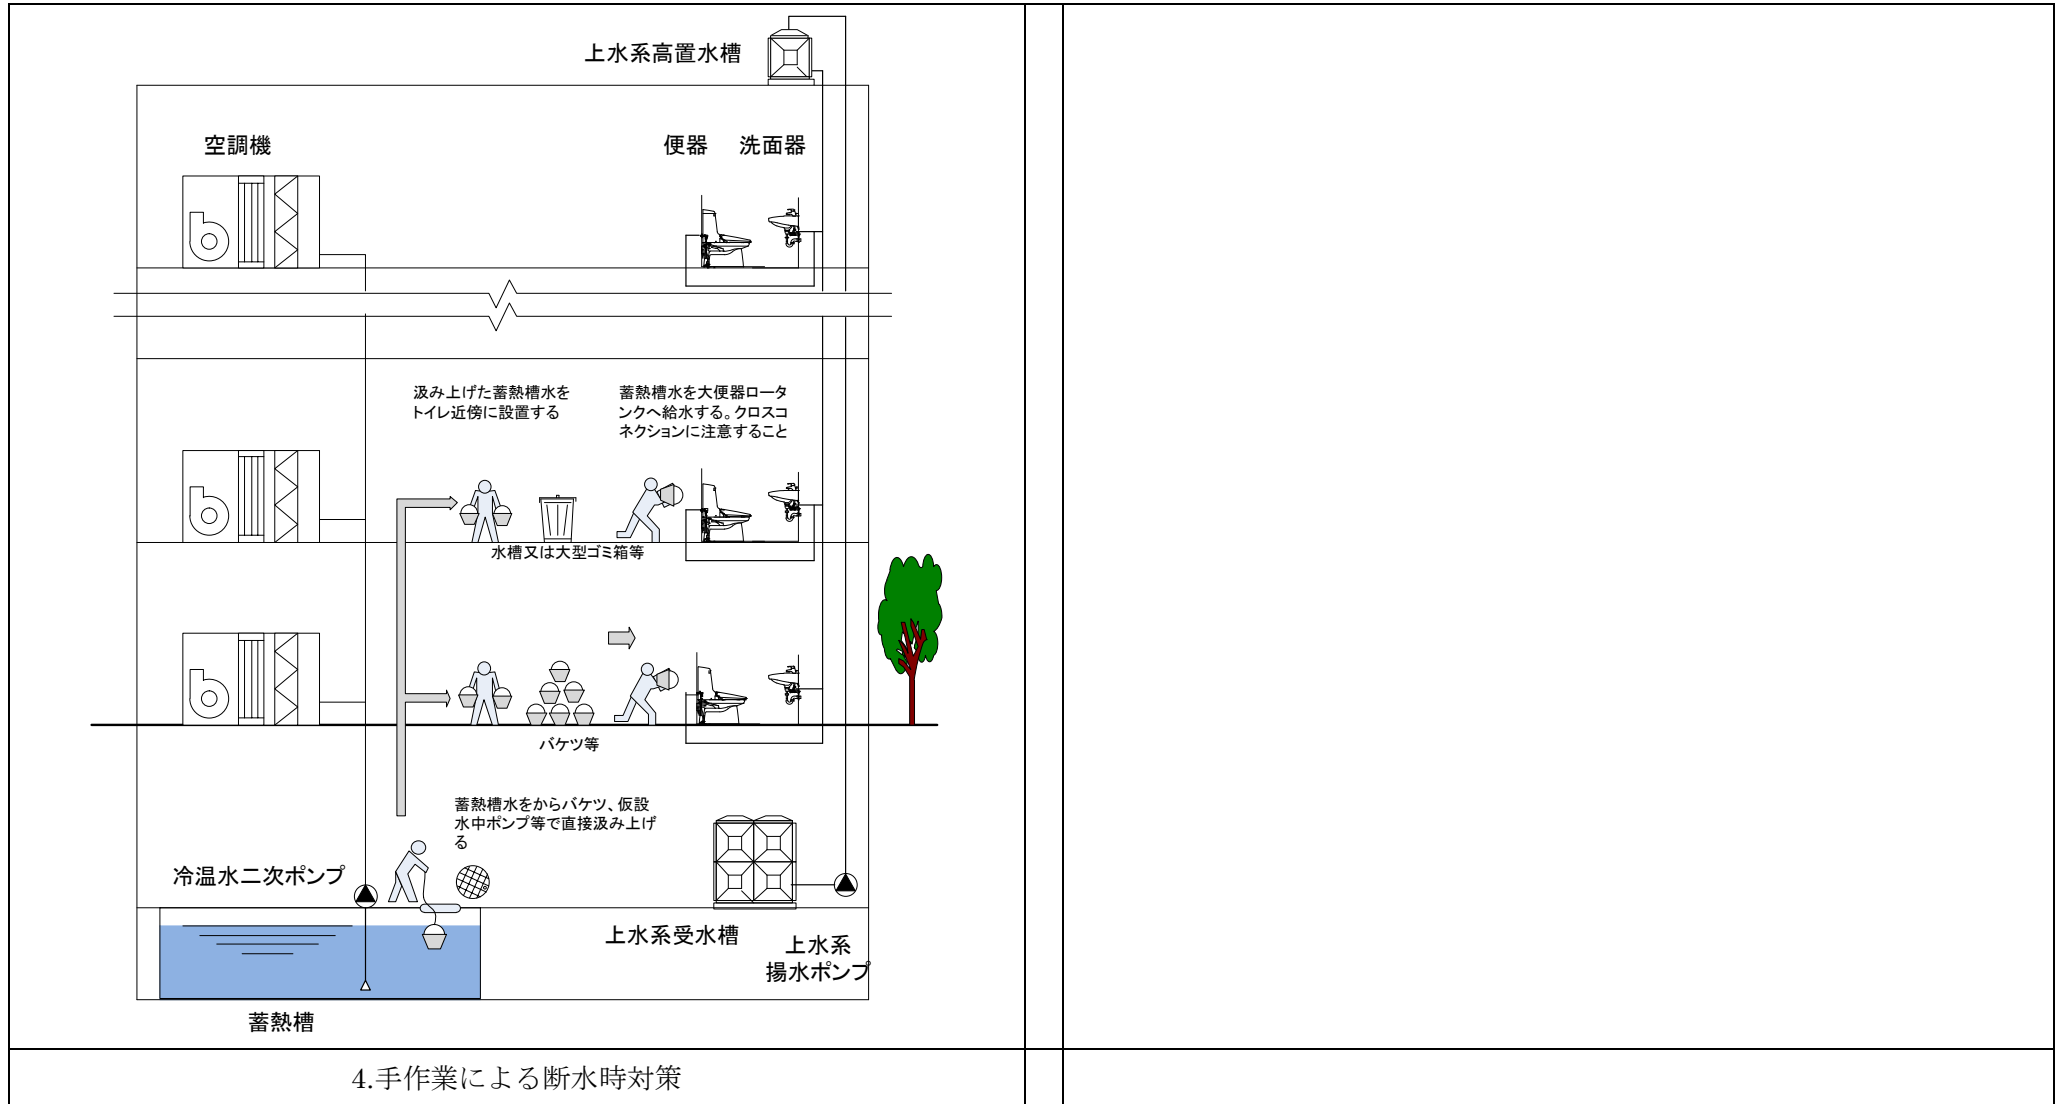 上水系高置水槽
空調機
便器
洗面器
汲み上げた蓄熱槽水を
トイレ近傍に設置する
蓄熱槽水を大便器ロータ
ンクへ給水する。クロスコ
ネクションに注意すること
水槽又は大型ゴミ箱等
バケツ等
蓄熱槽水をからバケツ、仮設
水中ポンプ等で直接汲み上げ
る
冷温水二次ポンプ
上水系受水槽
上水系
揚水ポンプ
蓄熱槽
4.手作業による断水時対策